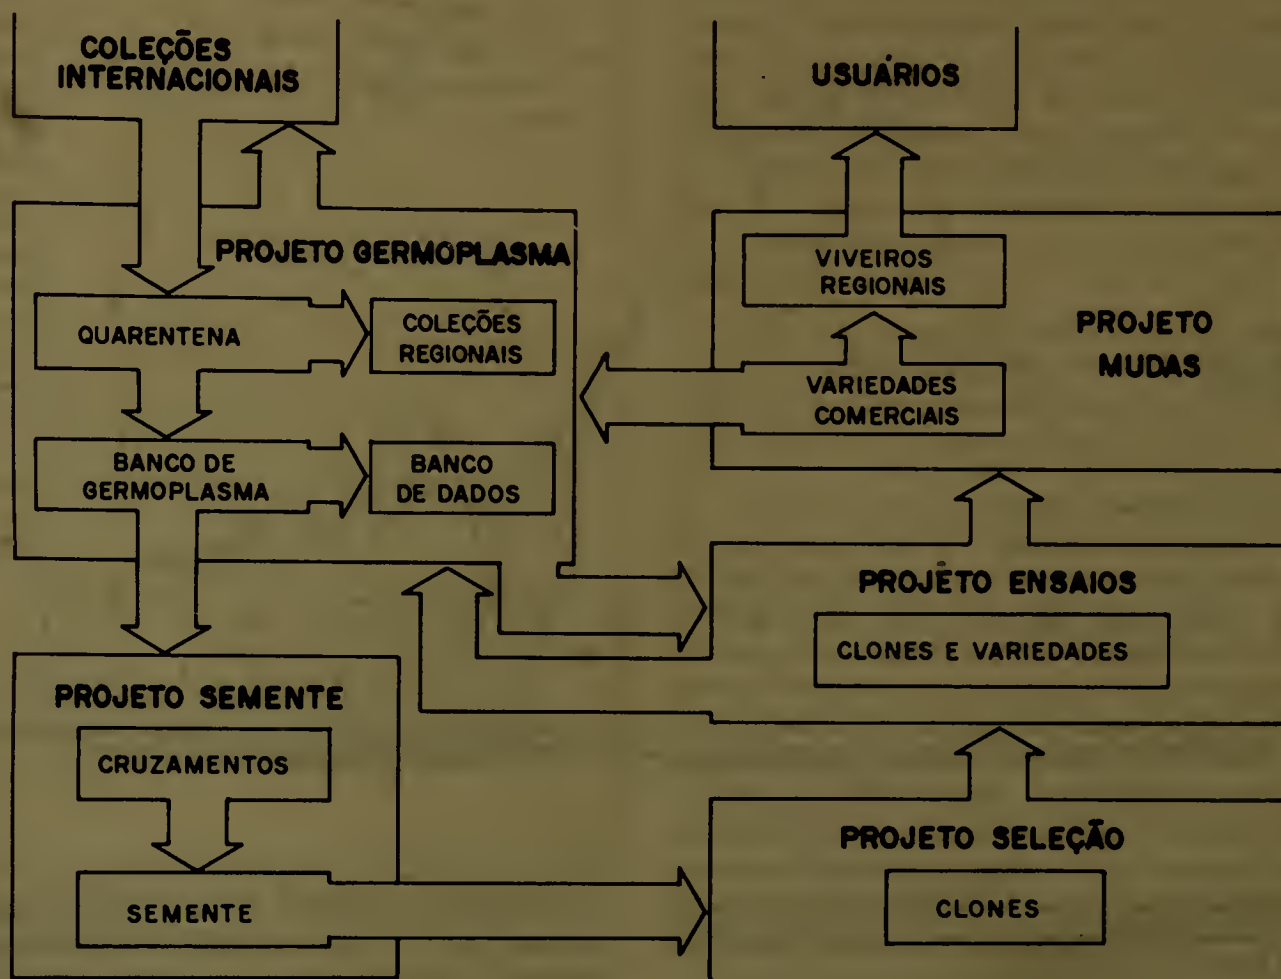 COLEÇÕES
INTERNACIONAIS
PROJETO GERMOPLASMA
QUARENTENA
COLEÇÕES
REGIONAIS
BANCO DE
GERMOPLASMA
BANCO
DE DADOS
PROJETO SEMENTE
CRUZAMENTOS
SEMENTE
USUÁRIOS
VIVEIROS
REGIONAIS
PROJETO
MUDAS
VARIEDADES
COMERCIAIS
PROJETO ENSAIOS
CLONES E VARIEDADES
PROJETO SELEÇÃO
CLONES